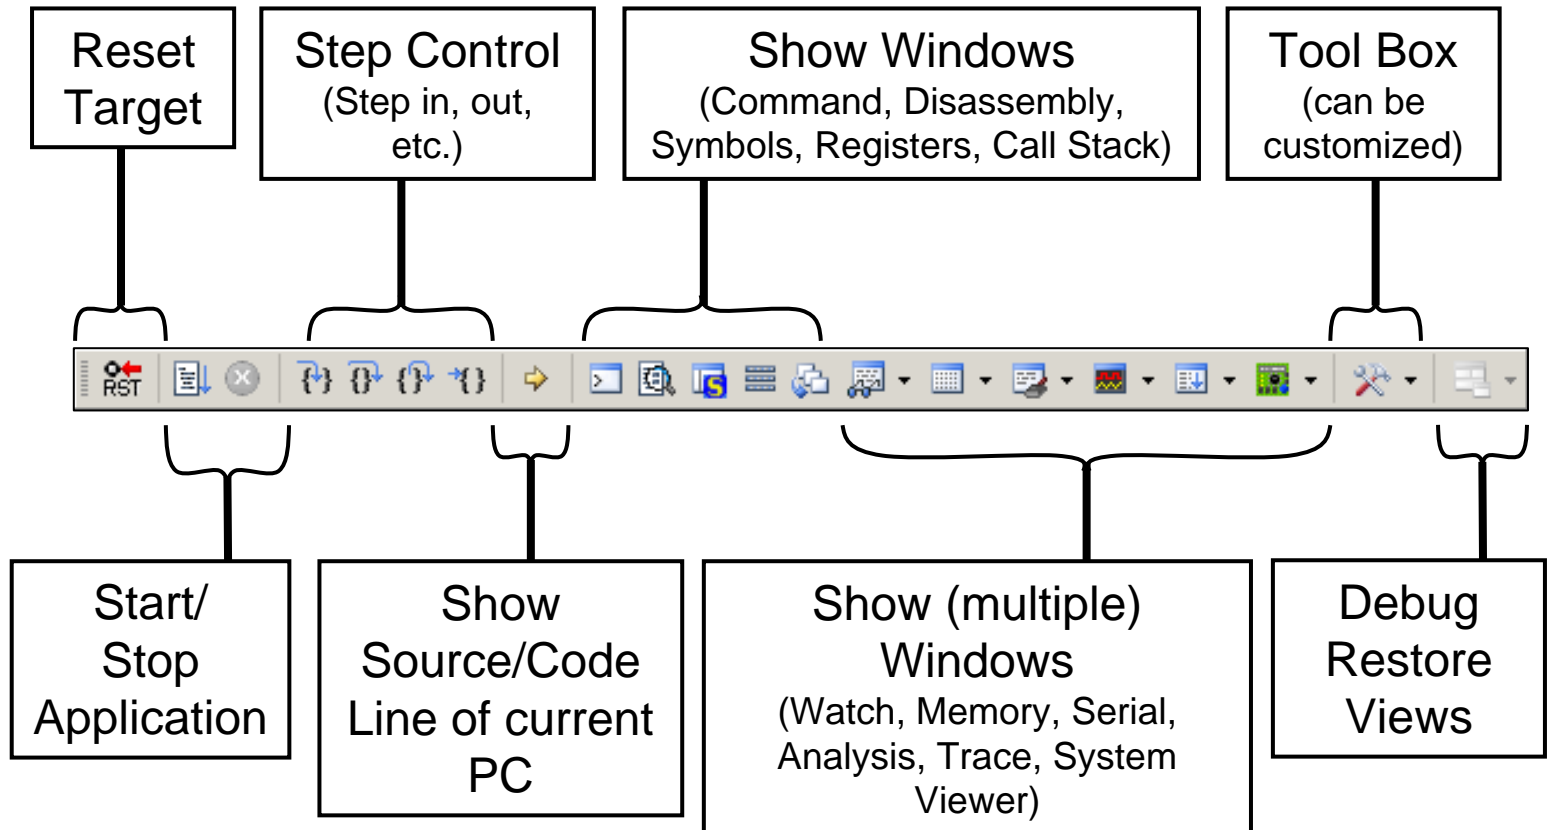 Reset
Target
Step Control
(Step in, out,
etc.)
Show Windows
(Command, Disassembly,
Symbols, Registers, Call Stack)
Tool Box
(can be
customized)
RST
{} {} {} {}
>
S
Start/
Stop
Application
Show
Source/Code
Line of current
PC
Show (multiple)
Windows
(Watch, Memory, Serial,
Analysis, Trace, System
Viewer)
Debug
Restore
Views